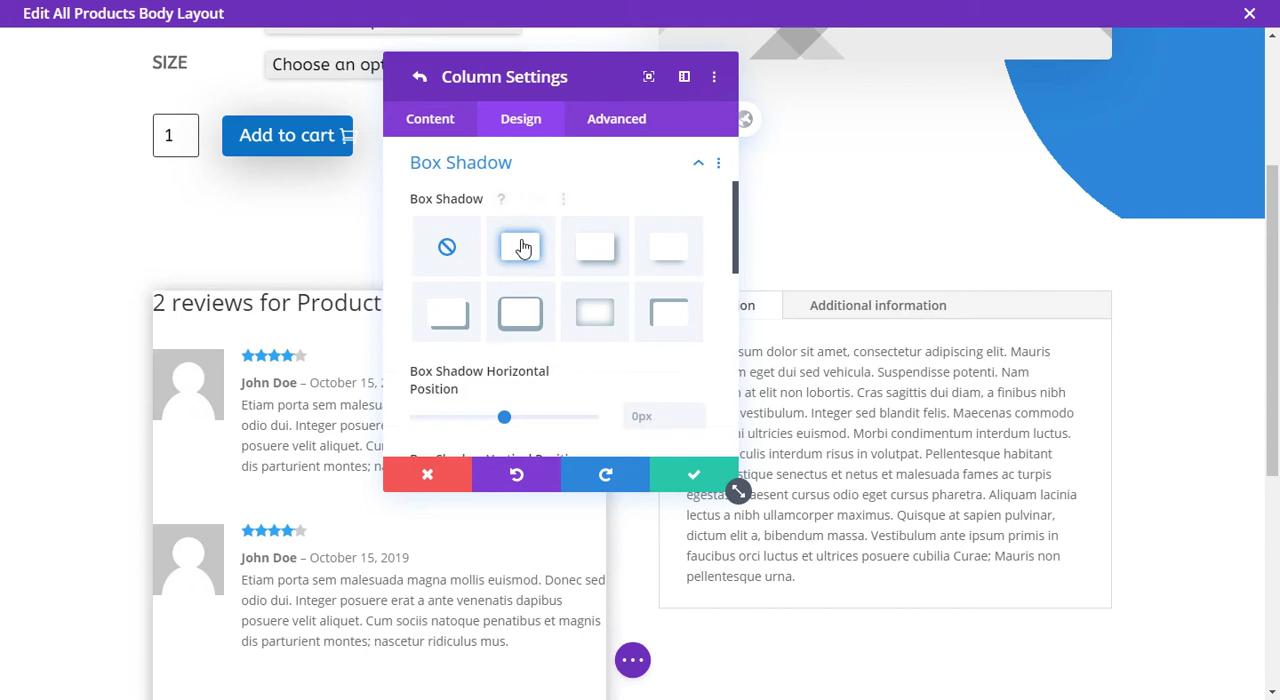 Edit All Products Body Layout
SIZE
Choose an opt
1
Add to cart
Column Settings
Content
Design
Advanced
Box Shadow
Box Shadow
?
Box Shadow Horizontal
Position
0px
2 reviews for Product
John Doe – October 15, 2
Etiam porta sem malesu
odio dui. Integer posuere
posuere velit aliquet. Cu
dis parturient montes; na
John Doe – October 15, 2019
Etiam porta sem malesuada magna mollis euismod. Donec sed
odio dui. Integer posuere erat a ante venenatis dapibus
posuere velit aliquet. Cum sociis natoque penatibus et magnis
dis parturient montes; nascetur ridiculus mus.
on
Additional information
sum dolor sit amet, consectetur adipiscing elit. Mauris
m eget dui sed vehicula. Suspendisse potenti. Nam
at elit non lobortis. Cras sagittis dui diam, a finibus nibh
vestibulum. Integer sed blandit felis. Maecenas commodo
i ultricies euismod. Morbi condimentum interdum luctus.
vulis interdum risus in volutpat. Pellentesque habitant
senectus et netus et malesuada fames ac turpis
egestas. Praesent cursus odio eget cursus pharetra. Aliquam lacinia
lectus a nibh ullamcorper maximus. Quisque at sapien pulvinar,
dictum elit a, bibendum massa. Vestibulum ante ipsum primis in
faucibus orci luctus et ultrices posuere cubilia Curae; Mauris non
pellentesque urna.